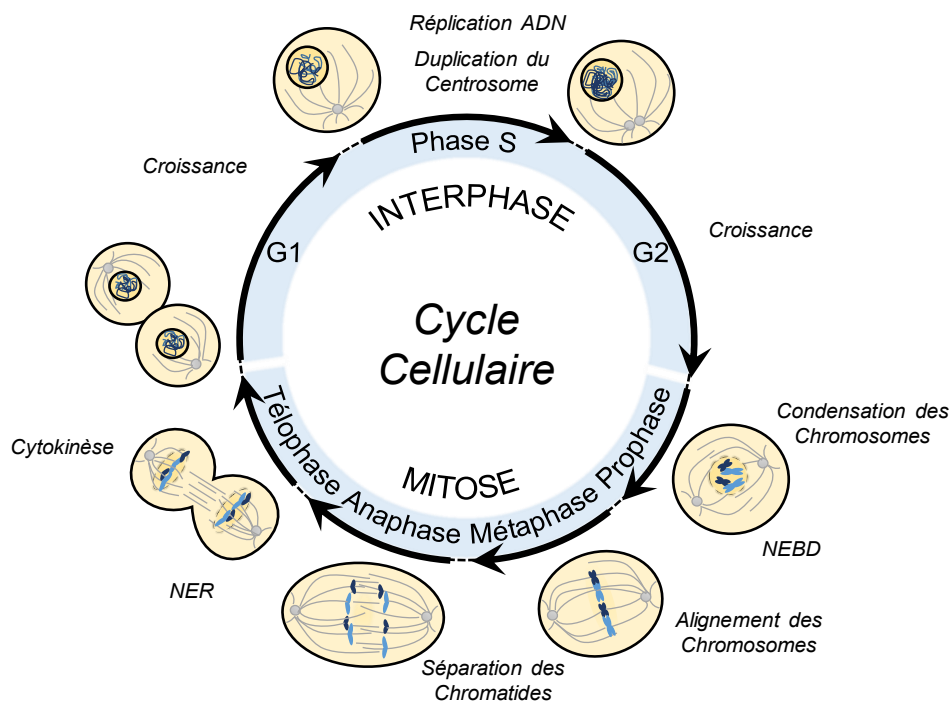 Réplication ADN
Duplication du
Centrosome
Phase S
Croissance
INTERPHASE
G1
G2
Croissance
Cycle
Cellulaire
Télophase
Prophase
Condensation des
Chromosomes
Cytokinèse
MITOSE
Anaphase
Métaphase
NEBD
NER
Alignement des
Chromosomes
Séparation des
Chromatides